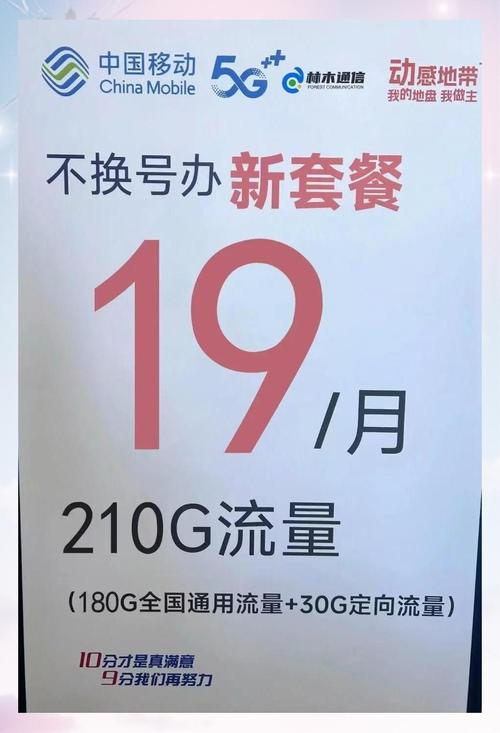 中国移动
China Mobile
5G++
林木通信
FOREST COMMUNICATION
动感地带
我的地盘 我做主
不换号办新套餐
19/月
210G流量
(180G全国通用流量+30G定向流量)
10分才是真满意
9分我们再努力